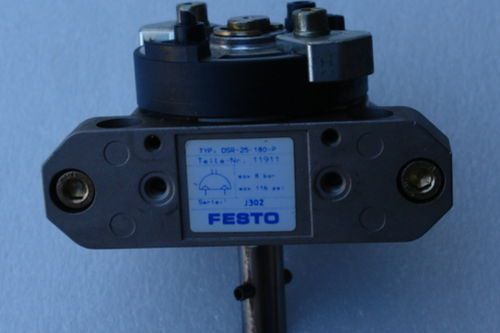 TYP: DSR-25-180-P
Teile-Nr. 11911
max 8 bar
max 116 psi
Serie: J302
FESTO